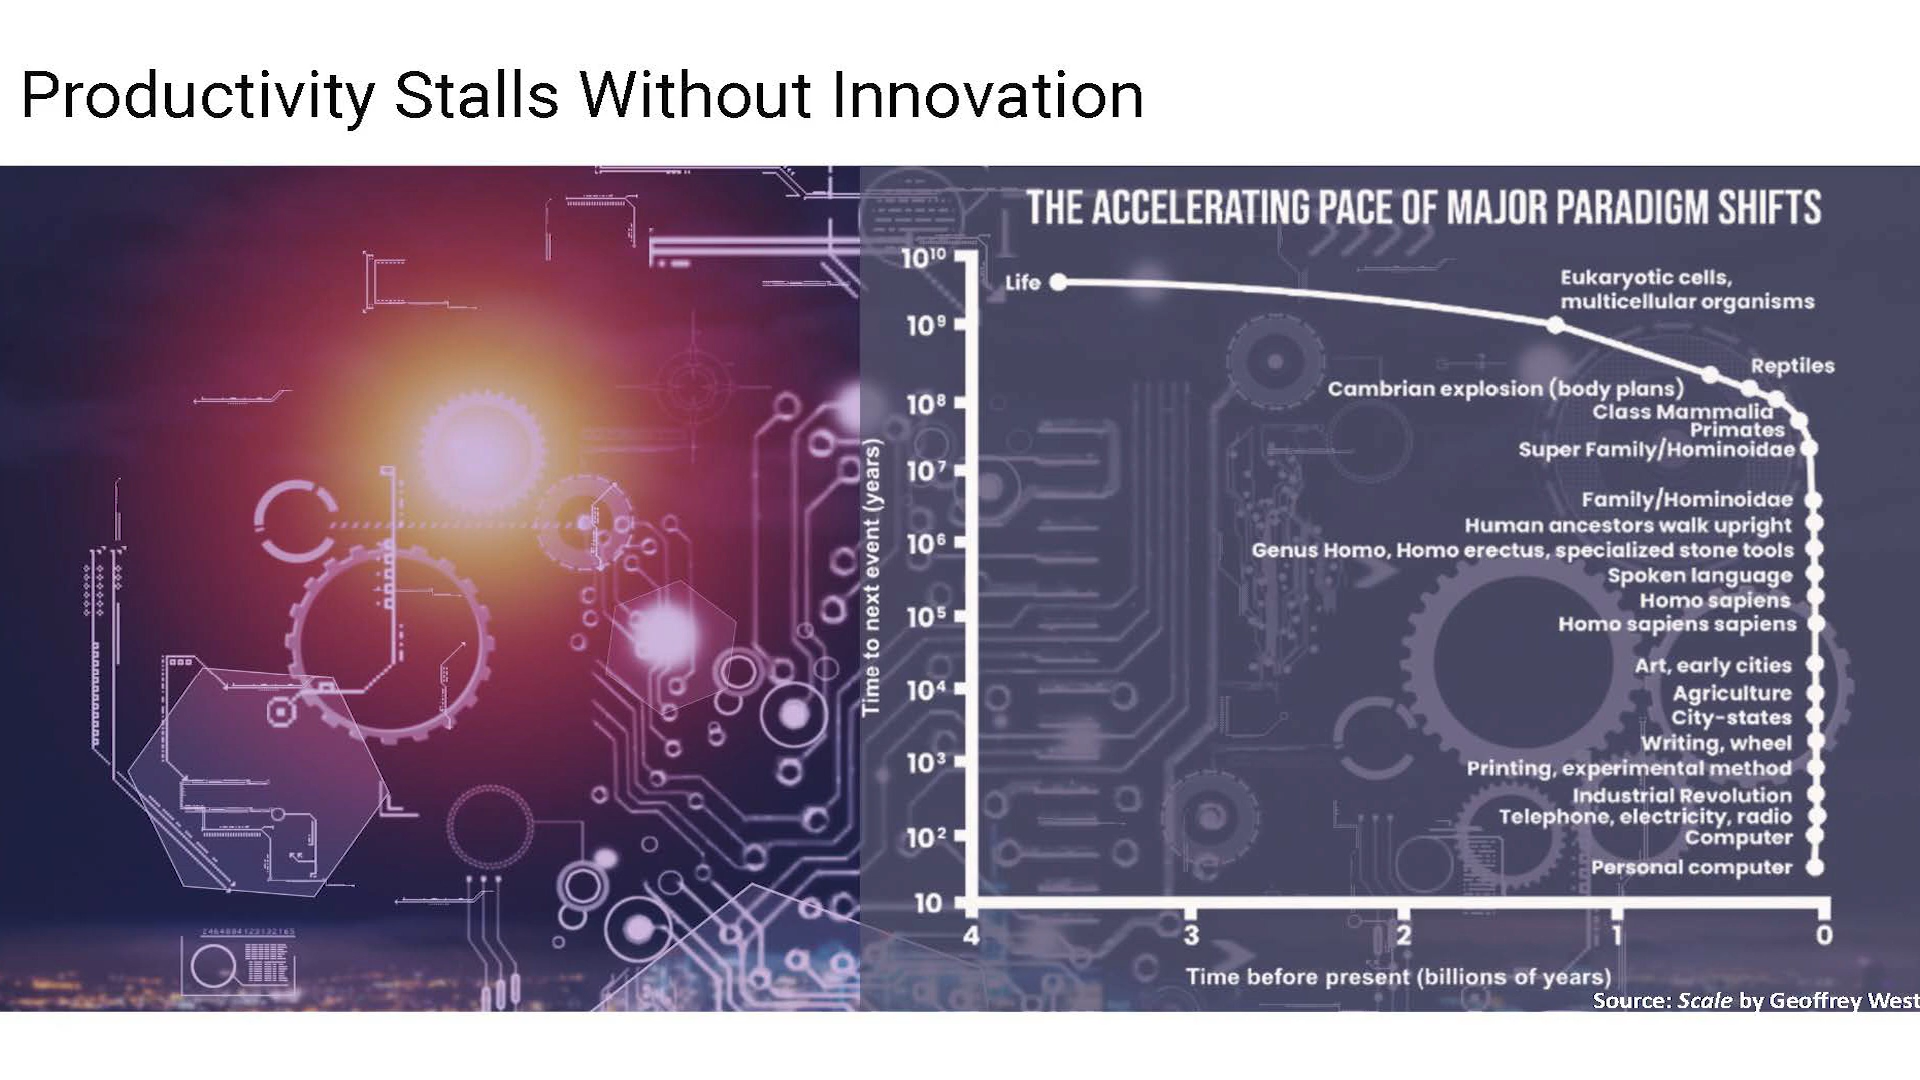 Productivity Stalls Without Innovation
THE ACCELERATING PACE OF MAJOR PARADIGM SHIFTS
Time to next event (years)
10¹⁰
10⁹
10⁸
10⁷
10⁶
10⁵
10⁴
10³
10²
10
Life
Eukaryotic cells,
multicellular organisms
Reptiles
Cambrian explosion (body plans)
Class Mammalia
Primates
Super Family/Hominoidae
Family/Hominoidae
Human ancestors walk upright
Genus Homo, Homo erectus, specialized stone tools
Spoken language
Homo sapiens
Homo sapiens sapiens
Art, early cities
Agriculture
City-states
Writing, wheel
Printing, experimental method
Industrial Revolution
Telephone, electricity, radio
Computer
Personal computer
4 3 2 1 0
Time before present (billions of years)
Source: Scale by Geoffrey West